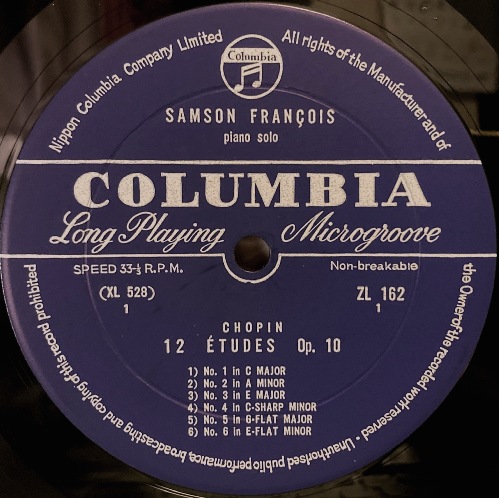 Nippon Columbia Company Limited
All rights of the Manufacturer and of
the Owner of the recorded work reserved - Unauthorised public performance, broadcasting and copying of this record prohibited
Columbia
SAMSON FRANÇOIS
piano solo
COLUMBIA
Long Playing Microgroove
SPEED 33-⅓ R.P.M. Non-breakable
(XL 528) ZL 162
1 1
CHOPIN
12 ÉTUDES Op. 10
1) No. 1 in C MAJOR
2) No. 2 in A MINOR
3) No. 3 in E MAJOR
4) No. 4 in C-SHARP MINOR
5) No. 5 in G-FLAT MAJOR
6) No. 6 in E-FLAT MINOR